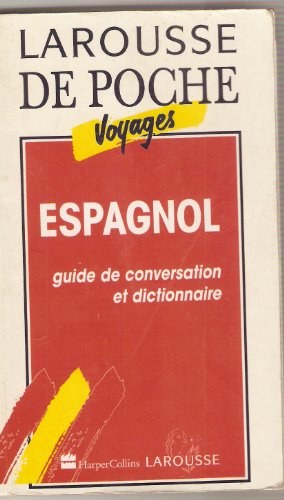 LAROUSSE
DE POCHE
Voyages
ESPAGNOL
guide de conversation
et dictionnaire
HarperCollins LAROUSSE